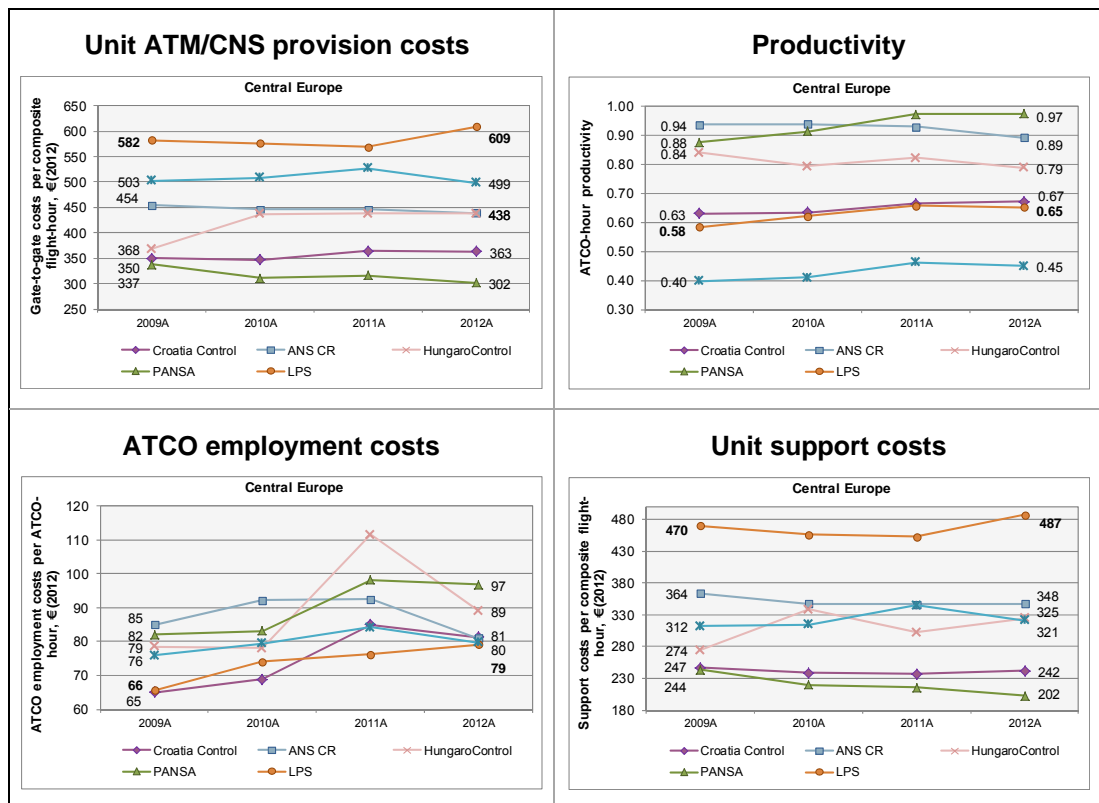 Unit ATM/CNS provision costs
Central Europe
Gate-to-gate costs per composite
flight-hour, €(2012)
650
600
550
500
450
400
350
300
250
582
503
454
368
350
337
609
499
438
363
302
2009A 2010A 2011A 2012A
Croatia Control ANS CR HungaroControl
PANSA LPS
Productivity
Central Europe
ATCO-hour productivity
1.00
0.90
0.80
0.70
0.60
0.50
0.40
0.30
0.94
0.88
0.84
0.63
0.58
0.40
0.97
0.89
0.79
0.67
0.65
0.45
2009A 2010A 2011A 2012A
Croatia Control ANS CR HungaroControl
PANSA LPS
ATCO employment costs
Central Europe
ATCO employment costs per ATCO-
hour, €(2012)
120
110
100
90
80
70
60
85
82
79
76
66
65
97
89
81
80
79
2009A 2010A 2011A 2012A
Croatia Control ANS CR HungaroControl
PANSA LPS
Unit support costs
Central Europe
Support costs per composite flight-
hour, €(2012)
480
430
380
330
280
230
180
470
364
312
274
247
244
487
348
325
321
242
202
2009A 2010A 2011A 2012A
Croatia Control ANS CR HungaroControl
PANSA LPS